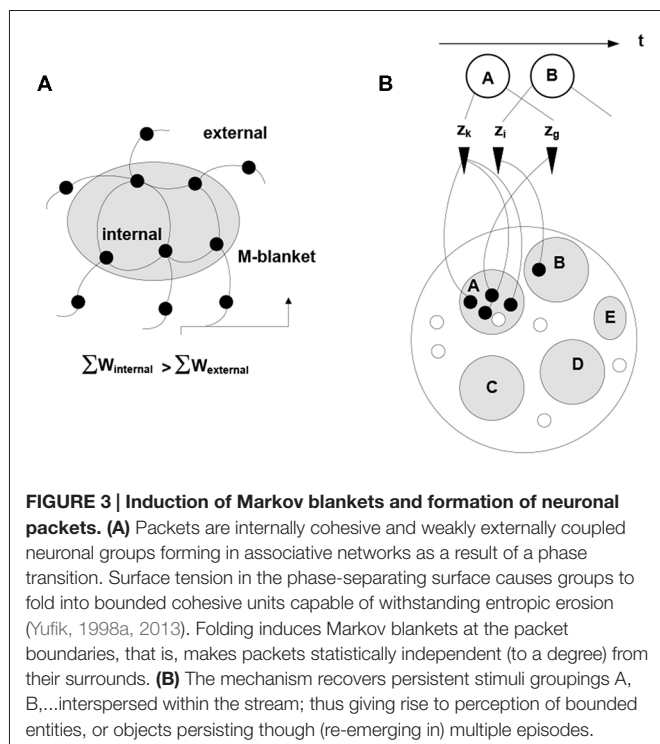 t
A
B
A
B
external
z_k z_i z_g
internal
M-blanket
A
B
E
D
C
∑W_internal > ∑W_external
FIGURE 3 | Induction of Markov blankets and formation of neuronal
packets. (A) Packets are internally cohesive and weakly externally coupled
neuronal groups forming in associative networks as a result of a phase
transition. Surface tension in the phase-separating surface causes groups to
fold into bounded cohesive units capable of withstanding entropic erosion
(Yufik, 1998a, 2013). Folding induces Markov blankets at the packet
boundaries, that is, makes packets statistically independent (to a degree) from
their surrounds. (B) The mechanism recovers persistent stimuli groupings A,
B,...interspersed within the stream; thus giving rise to perception of bounded
entities, or objects persisting though (re-emerging in) multiple episodes.